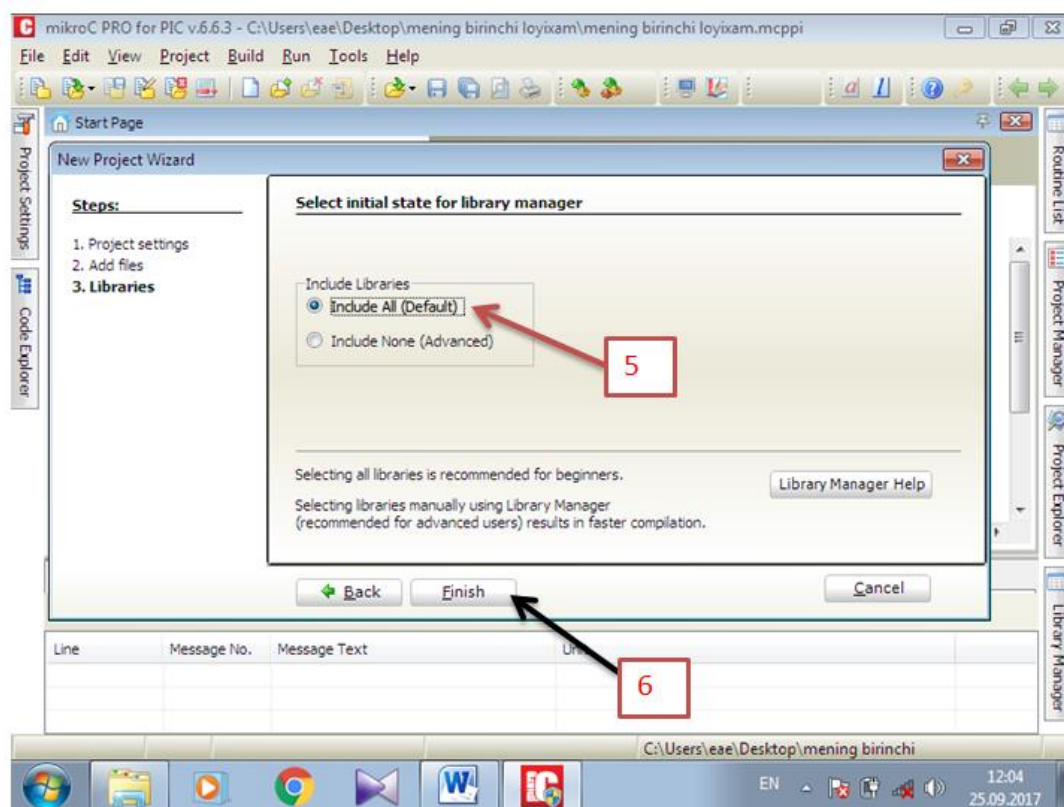 mikroC PRO for PIC v.6.6.3 - C:\Users\eae\Desktop\mening birinchi loyixam\mening birinchi loyixam.mcppi
File Edit View Project Build Run Tools Help
Start Page
Project Settings
Code Explorer
New Project Wizard
Steps:
1. Project settings
2. Add files
3. Libraries
Select initial state for library manager
Include Libraries
Include All (Default)
Include None (Advanced)
5
Selecting all libraries is recommended for beginners.
Selecting libraries manually using Library Manager
(recommended for advanced users) results in faster compilation.
Library Manager Help
Back Finish Cancel
Line Message No. Message Text
6
Routine List
Project Manager
Project Explorer
Library Manager
C:\Users\eae\Desktop\mening birinchi
EN 12:04
25.09.2017